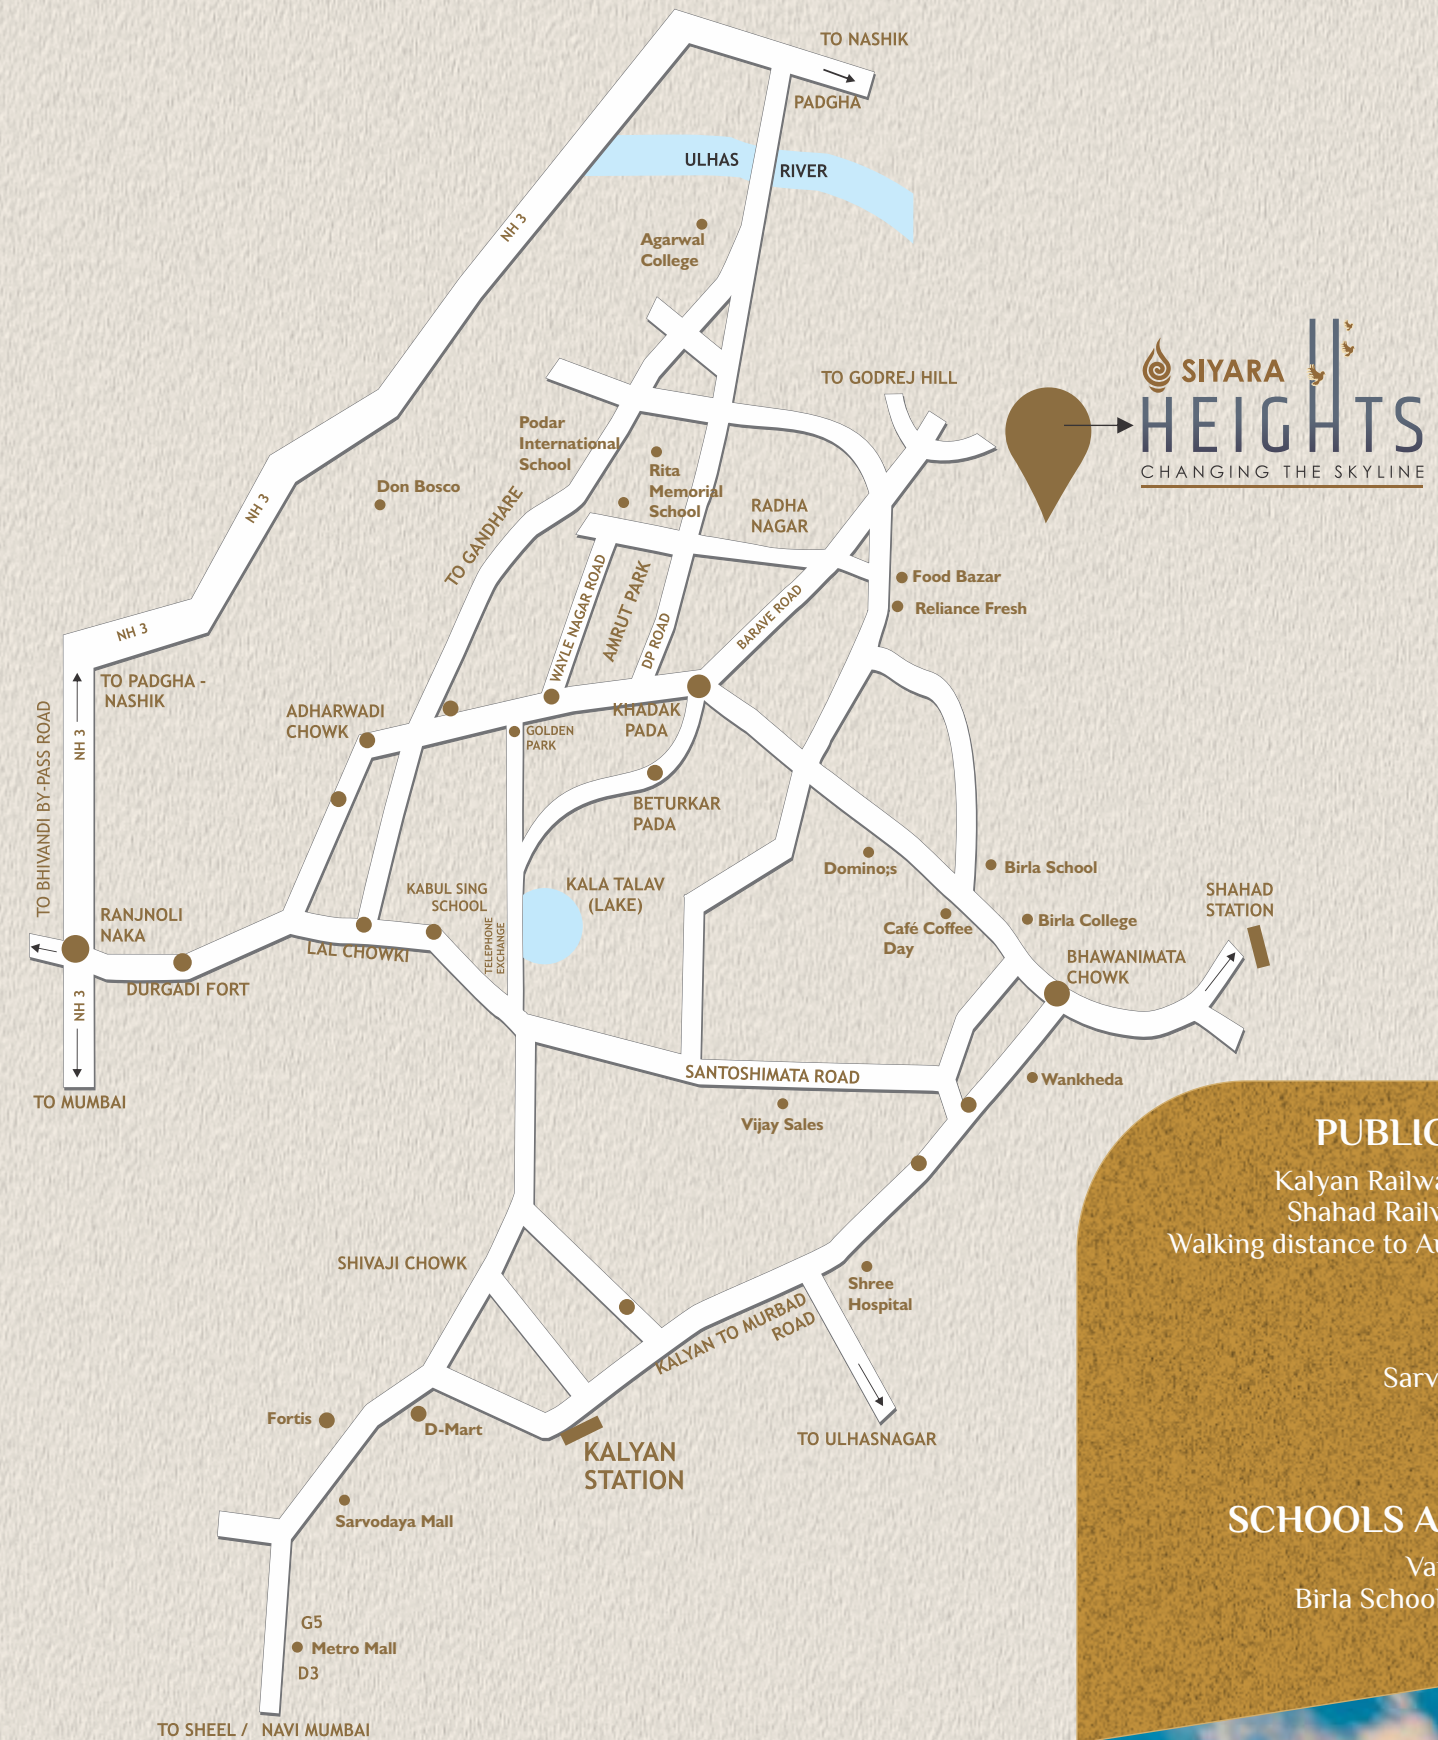 TO NASHIK
PADGHA
ULHAS
RIVER
NH 3
Agarwal
College
TO GODREJ HILL
SIYARA
HEIGHTS
CHANGING THE SKYLINE
Podar
International
School
Rita
Memorial
School
Don Bosco
NH 3
TO GANDHARE
RADHA
NAGAR
Food Bazar
Reliance Fresh
WAYLE NAGAR ROAD
AMRUT PARK
DP ROAD
BARAVE ROAD
NH 3
TO PADGHA -
NASHIK
TO BHIVANDI BY-PASS ROAD
NH 3
ADHARWADI
CHOWK
GOLDEN
PARK
KHADAK
PADA
BETURKAR
PADA
Domino;s
Birla School
KABUL SING
SCHOOL
KALA TALAV
(LAKE)
TELEPHONE
EXCHANGE
SHAHAD
STATION
RANJNOLI
NAKA
LAL CHOWKI
Café Coffee
Day
Birla College
BHAWANIMATA
CHOWK
DURGADI FORT
NH 3
TO MUMBAI
SANTOSHIMATA ROAD
Wankheda
Vijay Sales
SHIVAJI CHOWK
Shree
Hospital
KALYAN TO MURBAD
ROAD
TO ULHASNAGAR
Fortis
D-Mart
KALYAN
STATION
Sarvodaya Mall
G5
Metro Mall
D3
TO SHEEL / NAVI MUMBAI
PUBLIC
Kalyan Railwa
Shahad Railw
Walking distance to Au
Sarv
SCHOOLS A
Va
Birla School